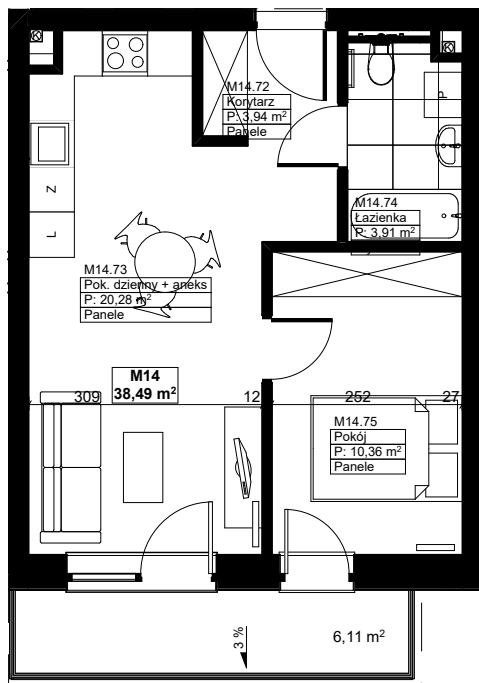 M14.72
Korytarz
P: 3,94 m²
Panele
P
M14.74
Łazienka
P: 3,91 m²
Z
L
M14.73
Pok. dzienny + aneks
P: 20,28 m²
Panele
M14
38,49 m²
309
12
252
27
M14.75
Pokój
P: 10,36 m²
Panele
3 %
6,11 m²